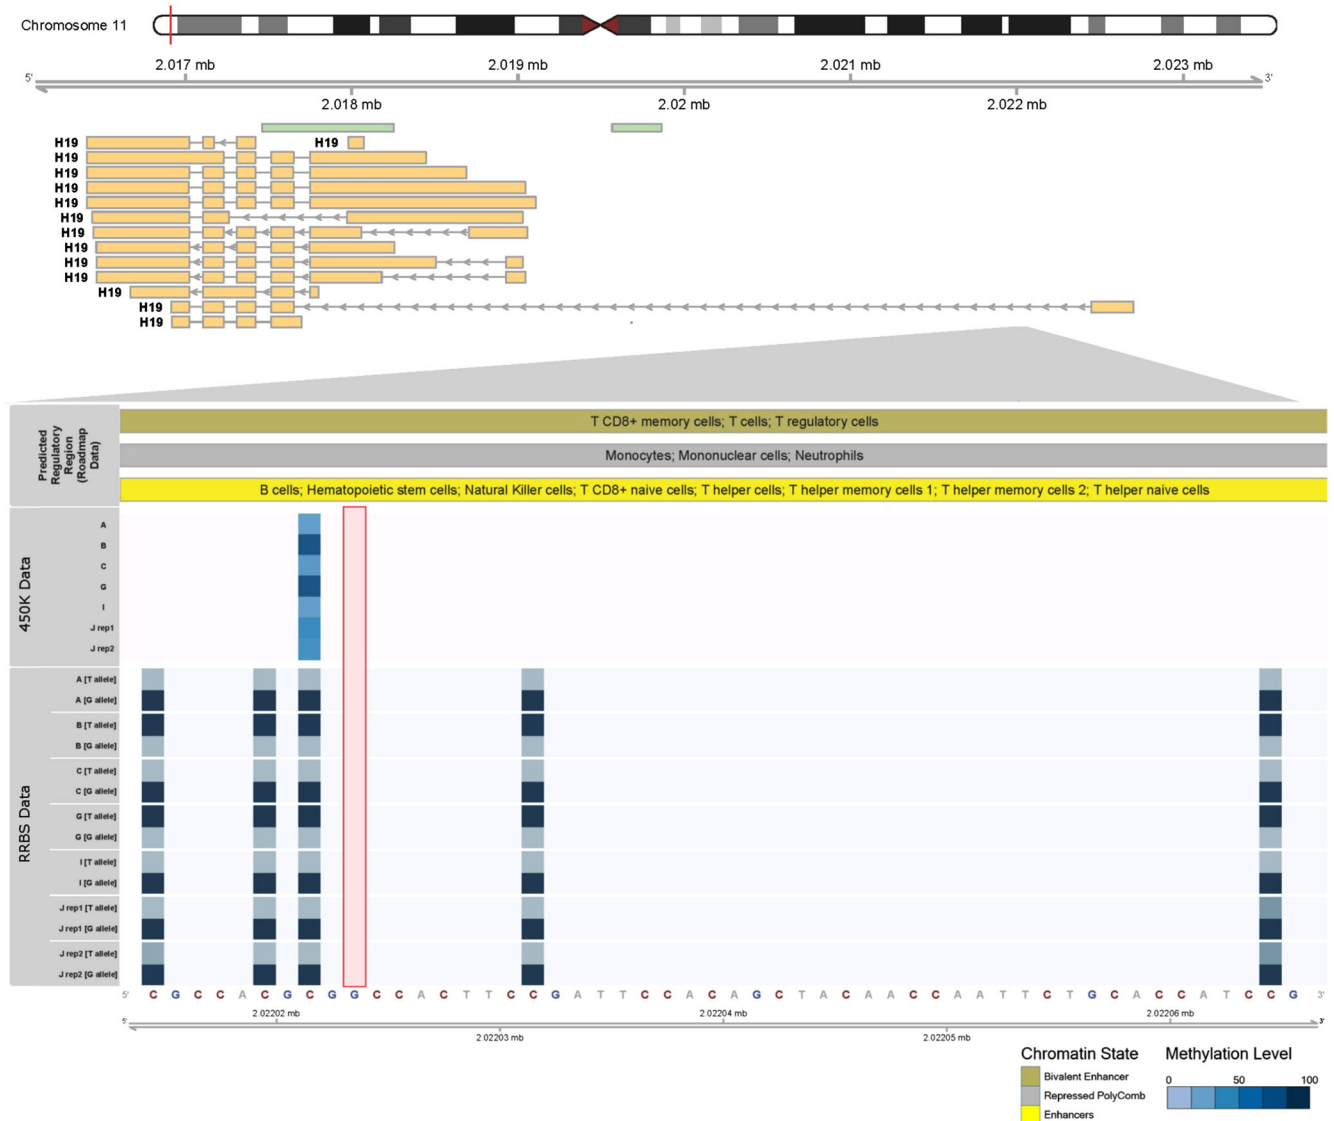 Chromosome 11
2.017 mb
2.019 mb
2.021 mb
2.023 mb
5'
3'
2.018 mb
2.02 mb
2.022 mb
H19
H19
H19
H19
H19
H19
H19
H19
H19
H19
H19
H19
H19
H19
Predicted
Regulatory
Region
(Roadmap
Data)
T CD8+ memory cells; T cells; T regulatory cells
Monocytes; Mononuclear cells; Neutrophils
B cells; Hematopoietic stem cells; Natural Killer cells; T CD8+ naive cells; T helper cells; T helper memory cells 1; T helper memory cells 2; T helper naive cells
450K Data
A
B
C
G
I
J rep1
J rep2
RRBS Data
A [T allele]
A [G allele]
B [T allele]
B [G allele]
C [T allele]
C [G allele]
G [T allele]
G [G allele]
I [T allele]
I [G allele]
J rep1 [T allele]
J rep1 [G allele]
J rep2 [T allele]
J rep2 [G allele]
5' C G C C A C G C G G C C A C T T C C G A T T C C A C A G C T A C A A C C A A T T C T G C A C C A T C C G 3'
2.02202 mb
2.02204 mb
2.02206 mb
5'
3'
2.02203 mb
2.02205 mb
Chromatin State
Bivalent Enhancer
Repressed PolyComb
Enhancers
Methylation Level
0 50 100